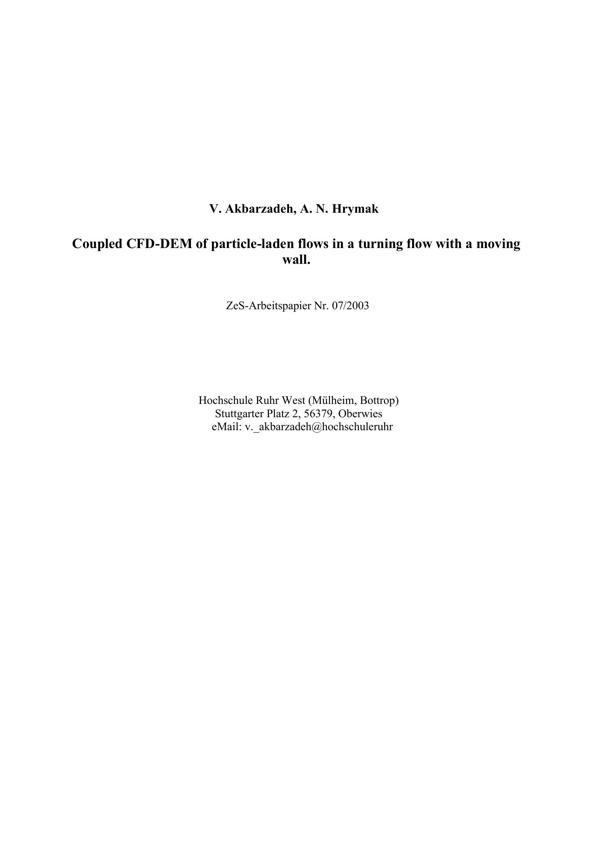 V. Akbarzadeh, A. N. Hrymak
Coupled CFD-DEM of particle-laden flows in a turning flow with a moving
wall.
ZeS-Arbeitspapier Nr. 07/2003
Hochschule Ruhr West (Mülheim, Bottrop)
Stuttgarter Platz 2, 56379, Oberwies
eMail: v._akbarzadeh@hochschuleruhr